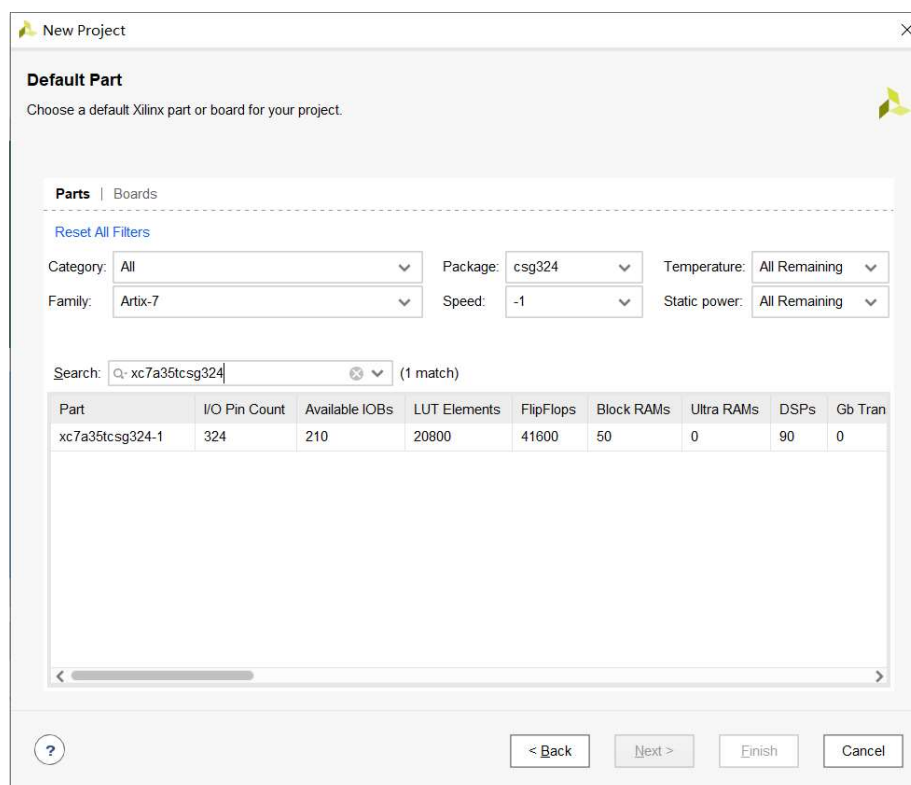 New Project
Default Part
Choose a default Xilinx part or board for your project.
Parts | Boards
Reset All Filters
Category: All Package: csg324 Temperature: All Remaining
Family: Artix-7 Speed: -1 Static power: All Remaining
Search: xc7a35tcsg324 (1 match)
Part I/O Pin Count Available IOBs LUT Elements FlipFlops Block RAMs Ultra RAMs DSPs Gb Tran
xc7a35tcsg324-1 324 210 20800 41600 50 0 90 0
? < Back Next > Finish Cancel